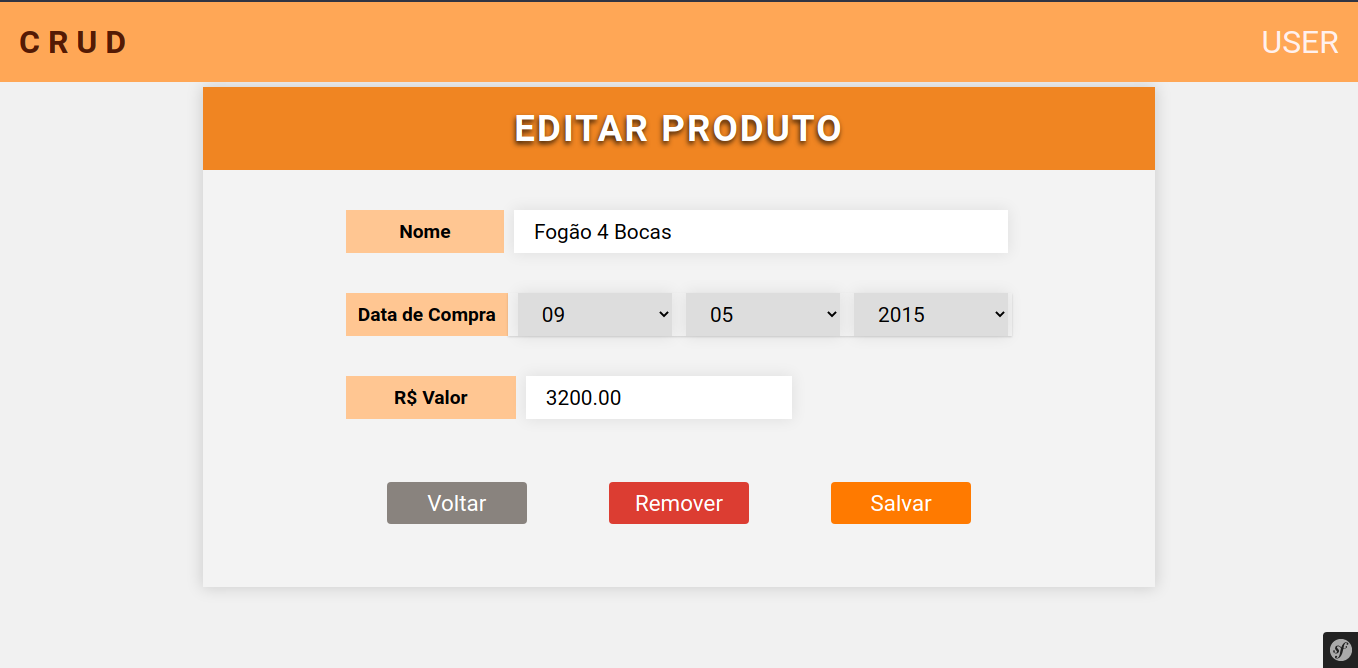 CRUD USER
EDITAR PRODUTO
Nome Fogão 4 Bocas
Data de Compra 09 05 2015
R$ Valor 3200.00
Voltar Remover Salvar
sf